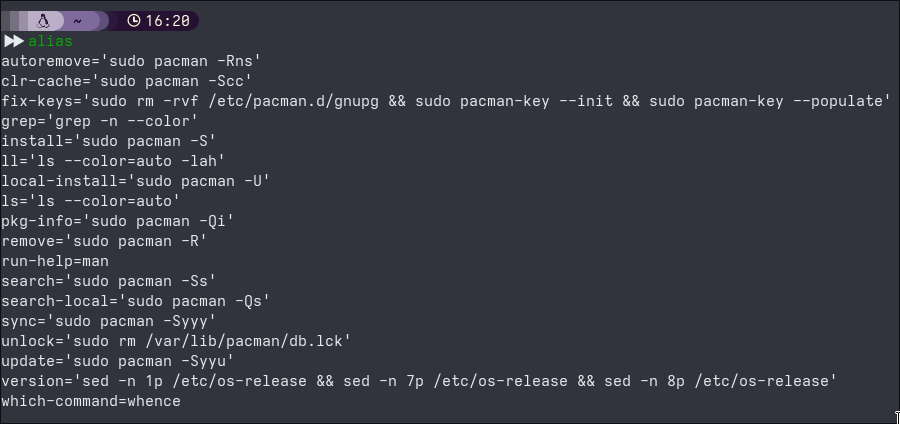 ~ 16:20
alias
autoremove='sudo pacman -Rns'
clr-cache='sudo pacman -Scc'
fix-keys='sudo rm -rvf /etc/pacman.d/gnupg && sudo pacman-key --init && sudo pacman-key --populate'
grep='grep -n --color'
install='sudo pacman -S'
ll='ls --color=auto -lah'
local-install='sudo pacman -U'
ls='ls --color=auto'
pkg-info='sudo pacman -Qi'
remove='sudo pacman -R'
run-help=man
search='sudo pacman -Ss'
search-local='sudo pacman -Qs'
sync='sudo pacman -Syyy'
unlock='sudo rm /var/lib/pacman/db.lck'
update='sudo pacman -Syyu'
version='sed -n 1p /etc/os-release && sed -n 7p /etc/os-release && sed -n 8p /etc/os-release'
which-command=whence